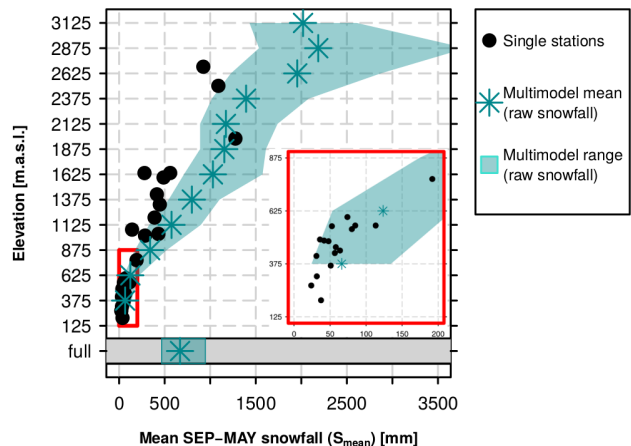 3125
2875
2625
2375
2125
1875
1625
1375
1125
875
625
375
125
full
Elevation [m.a.s.l.]
0 500 1500 2500 3500
Mean SEP−MAY snowfall (Smean) [mm]
875
625
375
125
0 50 100 150 200
Single stations
Multimodel mean
(raw snowfall)
Multimodel range
(raw snowfall)